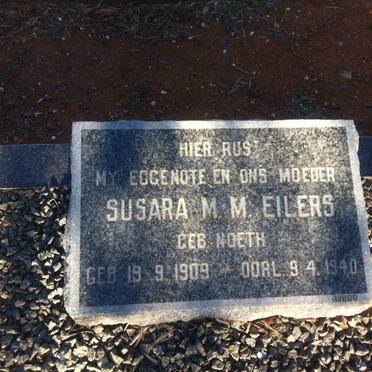 HIER RUS
MY EGGENOTE EN ONS MOEDER
SUSARA M. M. EILERS
GEB. NOETH
GEB. 19. 9. 1909 - OORL. 9. 4. 1940